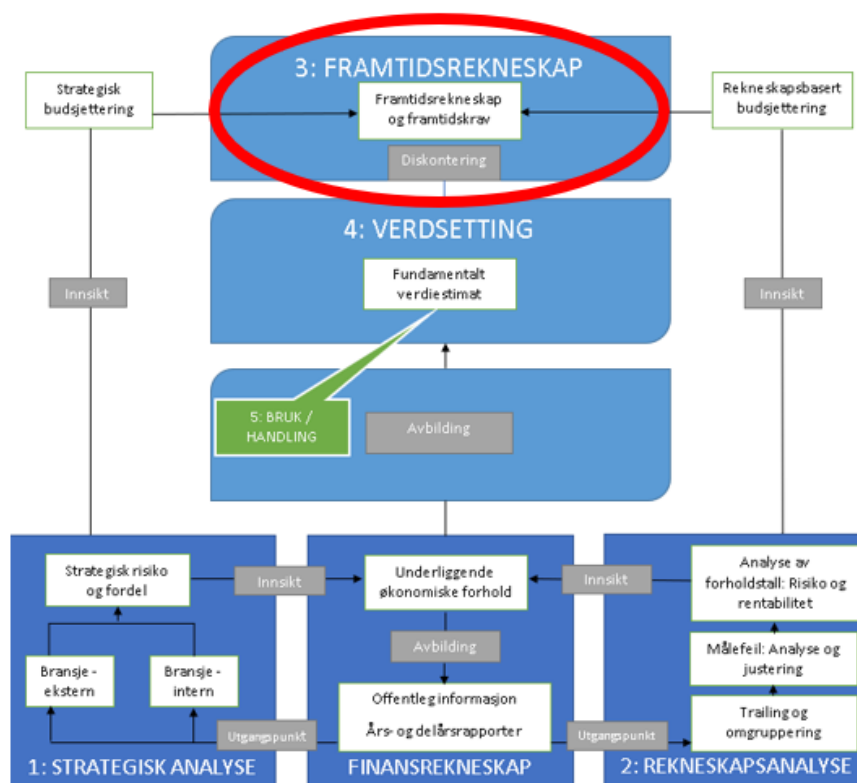 3: FRAMTIDSREKNESKAP
Strategisk
budsjettering
Framtidsrekneskap
og framtidskrav
Rekneskapsbasert
budsjettering
Diskontering
4: VERDSETTING
Fundamentalt
verdiestimat
Innsikt
Innsikt
5: BRUK /
HANDLING
Avbilding
Strategisk risiko
og fordel
Innsikt
Underliggende
økonomiske forhold
Innsikt
Analyse av
forholdstall: Risiko og
rentabilitet
Avbilding
Målefeil: Analyse og
justering
Bransje-
ekstern
Bransje-
intern
Offentleg informasjon
Års- og delårsrapporter
Trailing og
omgruppering
Utgangspunkt
Utgangspunkt
1: STRATEGISK ANALYSE
FINANSREKNESKAP
2: REKNESKAPSANALYSE